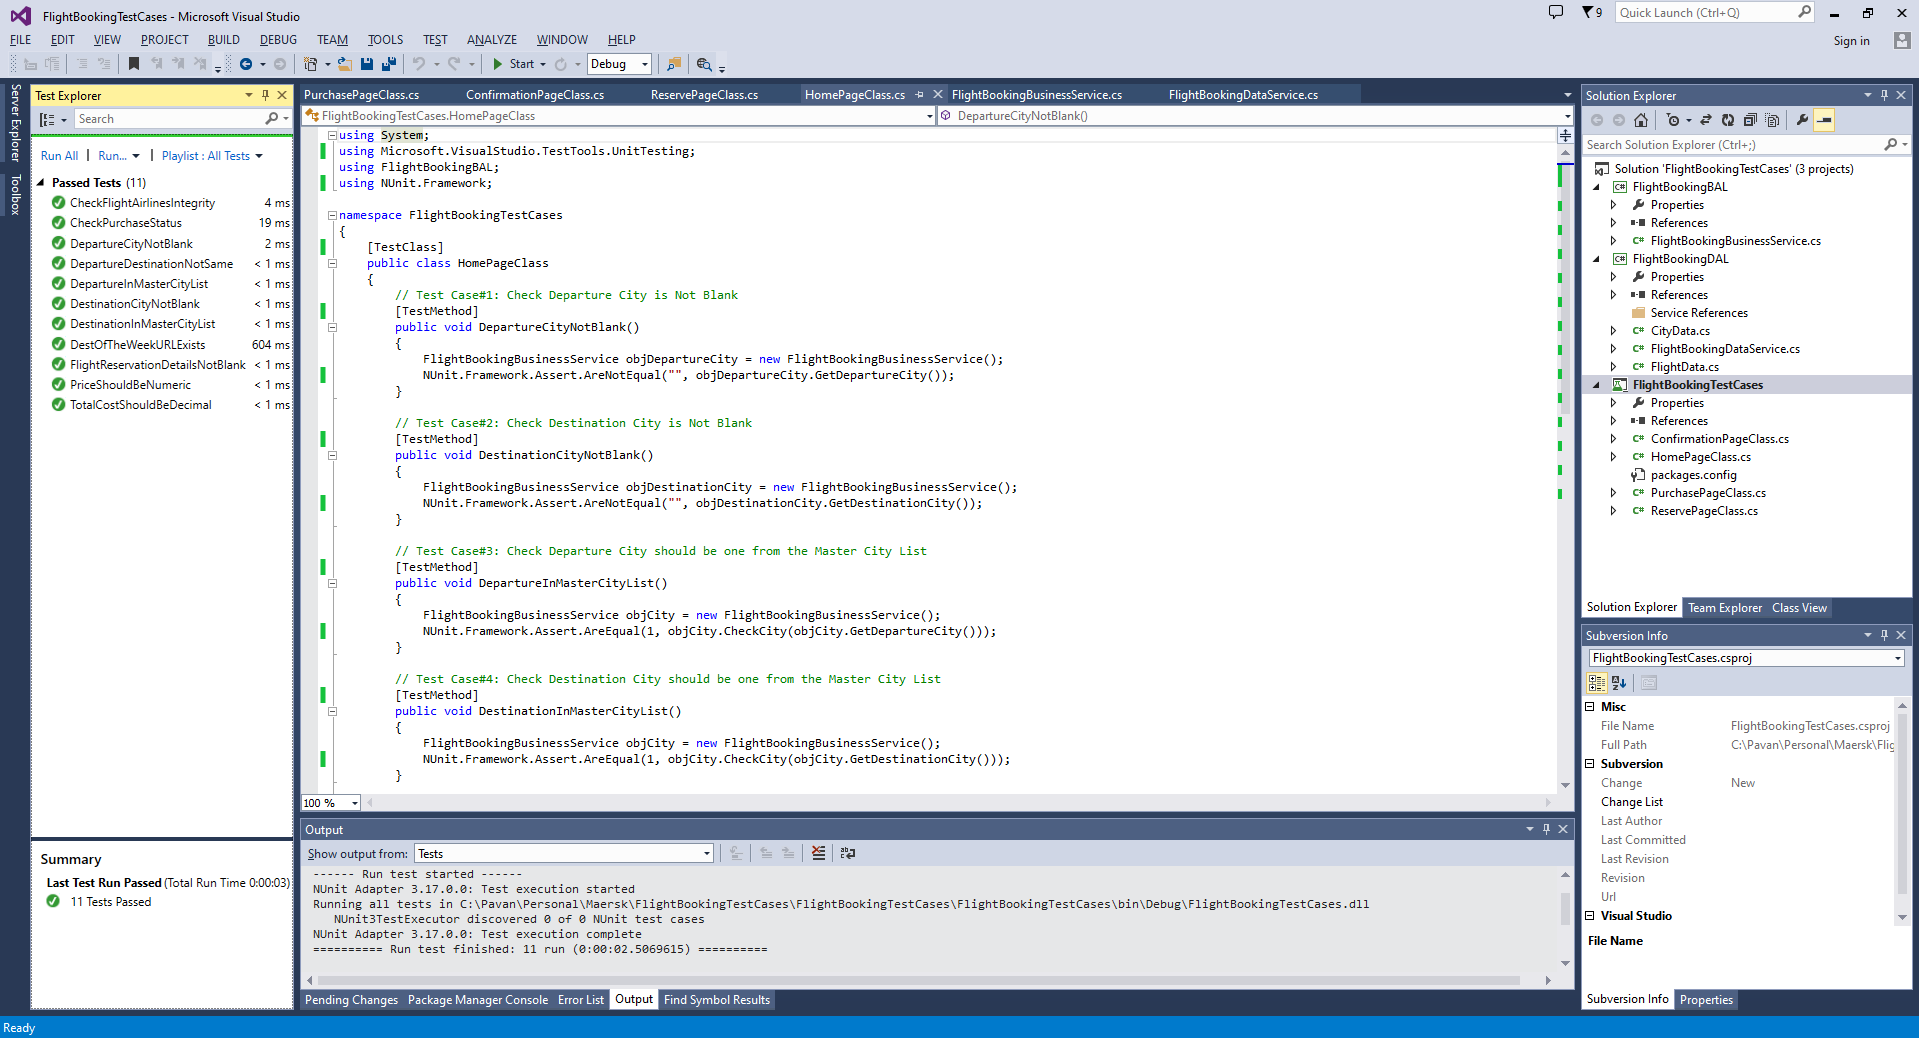 FlightBookingTestCases - Microsoft Visual Studio
9
Quick Launch (Ctrl+Q)
FILE EDIT VIEW PROJECT BUILD DEBUG TEAM TOOLS TEST ANALYZE WINDOW HELP
Sign in
Start Debug
Server Explorer
Toolbox
Test Explorer
Search
Run All | Run... | Playlist : All Tests
Passed Tests (11)
CheckFlightAirlinesIntegrity 4 ms
CheckPurchaseStatus 19 ms
DepartureCityNotBlank 2 ms
DepartureDestinationNotSame < 1 ms
DepartureInMasterCityList < 1 ms
DestinationCityNotBlank < 1 ms
DestinationInMasterCityList < 1 ms
DestOfTheWeekURLExists 604 ms
FlightReservationDetailsNotBlank < 1 ms
PriceShouldBeNumeric < 1 ms
TotalCostShouldBeDecimal < 1 ms
Summary
Last Test Run Passed (Total Run Time 0:00:03)
11 Tests Passed
PurchasePageClass.cs ConfirmationPageClass.cs ReservePageClass.cs HomePageClass.cs FlightBookingBusinessService.cs FlightBookingDataService.cs
FlightBookingTestCases.HomePageClass DepartureCityNotBlank()
using System;
using Microsoft.VisualStudio.TestTools.UnitTesting;
using FlightBookingBAL;
using NUnit.Framework;
namespace FlightBookingTestCases
{
[TestClass]
public class HomePageClass
{
// Test Case#1: Check Departure City is Not Blank
[TestMethod]
public void DepartureCityNotBlank()
{
FlightBookingBusinessService objDepartureCity = new FlightBookingBusinessService();
NUnit.Framework.Assert.AreNotEqual("", objDepartureCity.GetDepartureCity());
}
// Test Case#2: Check Destination City is Not Blank
[TestMethod]
public void DestinationCityNotBlank()
{
FlightBookingBusinessService objDestinationCity = new FlightBookingBusinessService();
NUnit.Framework.Assert.AreNotEqual("", objDestinationCity.GetDestinationCity());
}
// Test Case#3: Check Departure City should be one from the Master City List
[TestMethod]
public void DepartureInMasterCityList()
{
FlightBookingBusinessService objCity = new FlightBookingBusinessService();
NUnit.Framework.Assert.AreEqual(1, objCity.CheckCity(objCity.GetDepartureCity()));
}
// Test Case#4: Check Destination City should be one from the Master City List
[TestMethod]
public void DestinationInMasterCityList()
{
FlightBookingBusinessService objCity = new FlightBookingBusinessService();
NUnit.Framework.Assert.AreEqual(1, objCity.CheckCity(objCity.GetDestinationCity()));
}
100 %
Output
Show output from: Tests
------ Run test started ------
NUnit Adapter 3.17.0.0: Test execution started
Running all tests in C:\Pavan\Personal\Maersk\FlightBookingTestCases\FlightBookingTestCases\FlightBookingTestCases\bin\Debug\FlightBookingTestCases.dll
NUnit3TestExecutor discovered 0 of 0 NUnit test cases
NUnit Adapter 3.17.0.0: Test execution complete
========== Run test finished: 11 run (0:00:02.5069615) ==========
Pending Changes Package Manager Console Error List Output Find Symbol Results
Solution Explorer
Search Solution Explorer (Ctrl+;)
Solution 'FlightBookingTestCases' (3 projects)
FlightBookingBAL
Properties
References
FlightBookingBusinessService.cs
FlightBookingDAL
Properties
References
Service References
CityData.cs
FlightBookingDataService.cs
FlightData.cs
FlightBookingTestCases
Properties
References
ConfirmationPageClass.cs
HomePageClass.cs
packages.config
PurchasePageClass.cs
ReservePageClass.cs
Solution Explorer Team Explorer Class View
Subversion Info
FlightBookingTestCases.csproj
Misc
File Name FlightBookingTestCases.csproj
Full Path C:\Pavan\Personal\Maersk\Flig
Subversion
Change New
Change List
Last Author
Last Committed
Last Revision
Revision
Url
Visual Studio
File Name
Subversion Info Properties
Ready